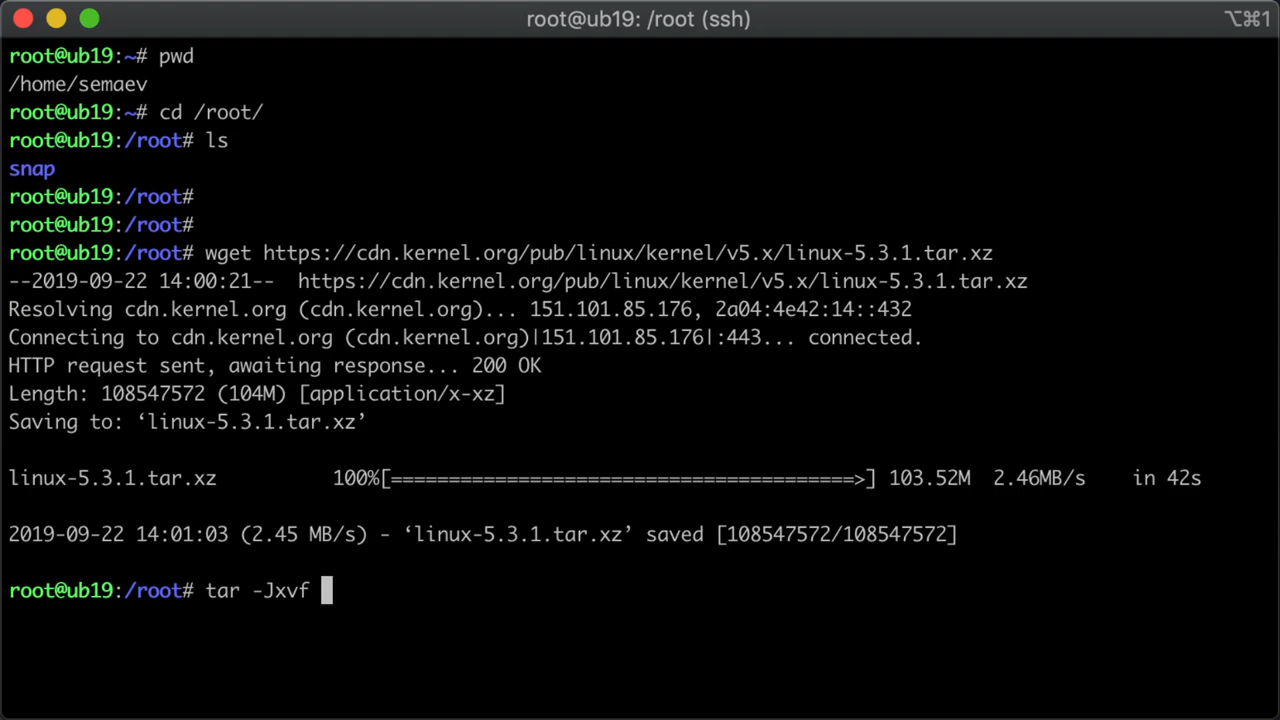 root@ub19: /root (ssh)
⌥⌘1
root@ub19:~# pwd
/home/semaev
root@ub19:~# cd /root/
root@ub19:/root# ls
snap
root@ub19:/root#
root@ub19:/root#
root@ub19:/root# wget https://cdn.kernel.org/pub/linux/kernel/v5.x/linux-5.3.1.tar.xz
--2019-09-22 14:00:21--  https://cdn.kernel.org/pub/linux/kernel/v5.x/linux-5.3.1.tar.xz
Resolving cdn.kernel.org (cdn.kernel.org)... 151.101.85.176, 2a04:4e42:14::432
Connecting to cdn.kernel.org (cdn.kernel.org)|151.101.85.176|:443... connected.
HTTP request sent, awaiting response... 200 OK
Length: 108547572 (104M) [application/x-xz]
Saving to: ‘linux-5.3.1.tar.xz’
linux-5.3.1.tar.xz          100%[========================================>] 103.52M  2.46MB/s    in 42s
2019-09-22 14:01:03 (2.45 MB/s) - ‘linux-5.3.1.tar.xz’ saved [108547572/108547572]
root@ub19:/root# tar -Jxvf